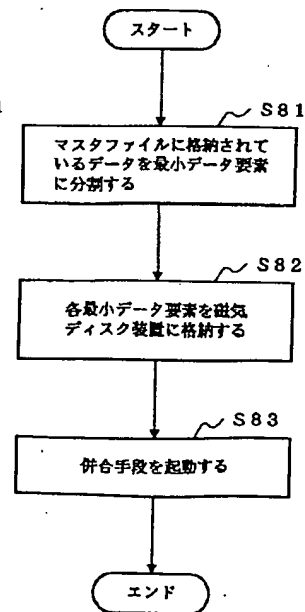 スタート
S81
マスタファイルに格納されて
いるデータを最小データ要素
に分割する
S82
各最小データ要素を磁気
ディスク装置に格納する
S83
併合手段を起動する
エンド